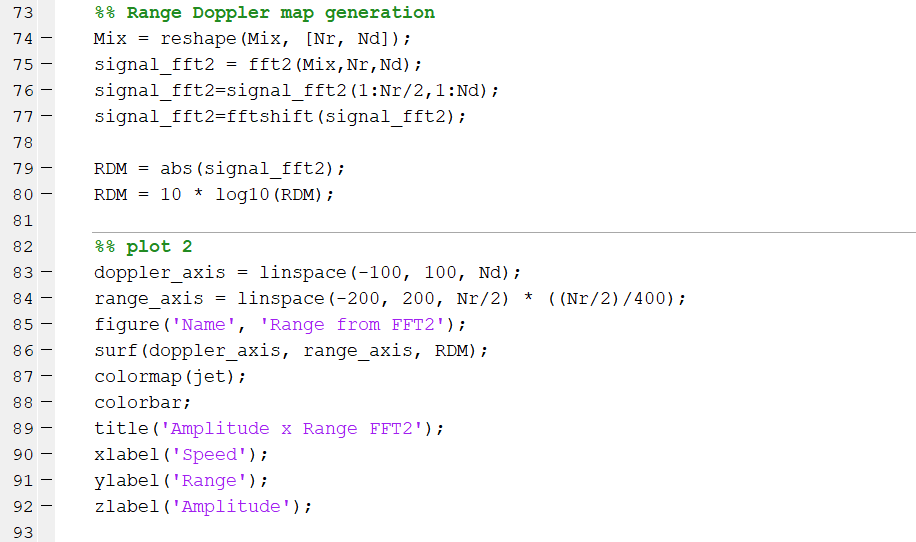 73 %% Range Doppler map generation
74 – Mix = reshape(Mix, [Nr, Nd]);
75 – signal_fft2 = fft2(Mix,Nr,Nd);
76 – signal_fft2=signal_fft2(1:Nr/2,1:Nd);
77 – signal_fft2=fftshift(signal_fft2);
78
79 – RDM = abs(signal_fft2);
80 – RDM = 10 * log10(RDM);
81
82 %% plot 2
83 – doppler_axis = linspace(-100, 100, Nd);
84 – range_axis = linspace(-200, 200, Nr/2) * ((Nr/2)/400);
85 – figure('Name', 'Range from FFT2');
86 – surf(doppler_axis, range_axis, RDM);
87 – colormap(jet);
88 – colorbar;
89 – title('Amplitude x Range FFT2');
90 – xlabel('Speed');
91 – ylabel('Range');
92 – zlabel('Amplitude');
93